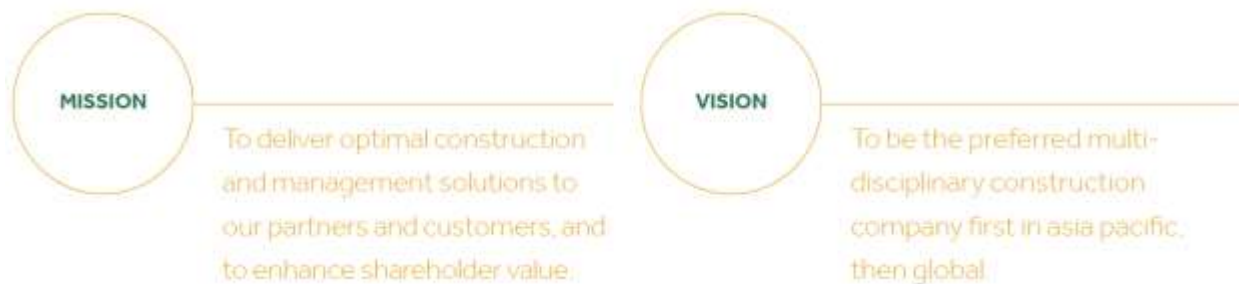 MISSION
To deliver optimal construction
and management solutions to
our partners and customers, and
to enhance shareholder value.
VISION
To be the preferred multi-
disciplinary construction
company first in asia pacific,
then global.